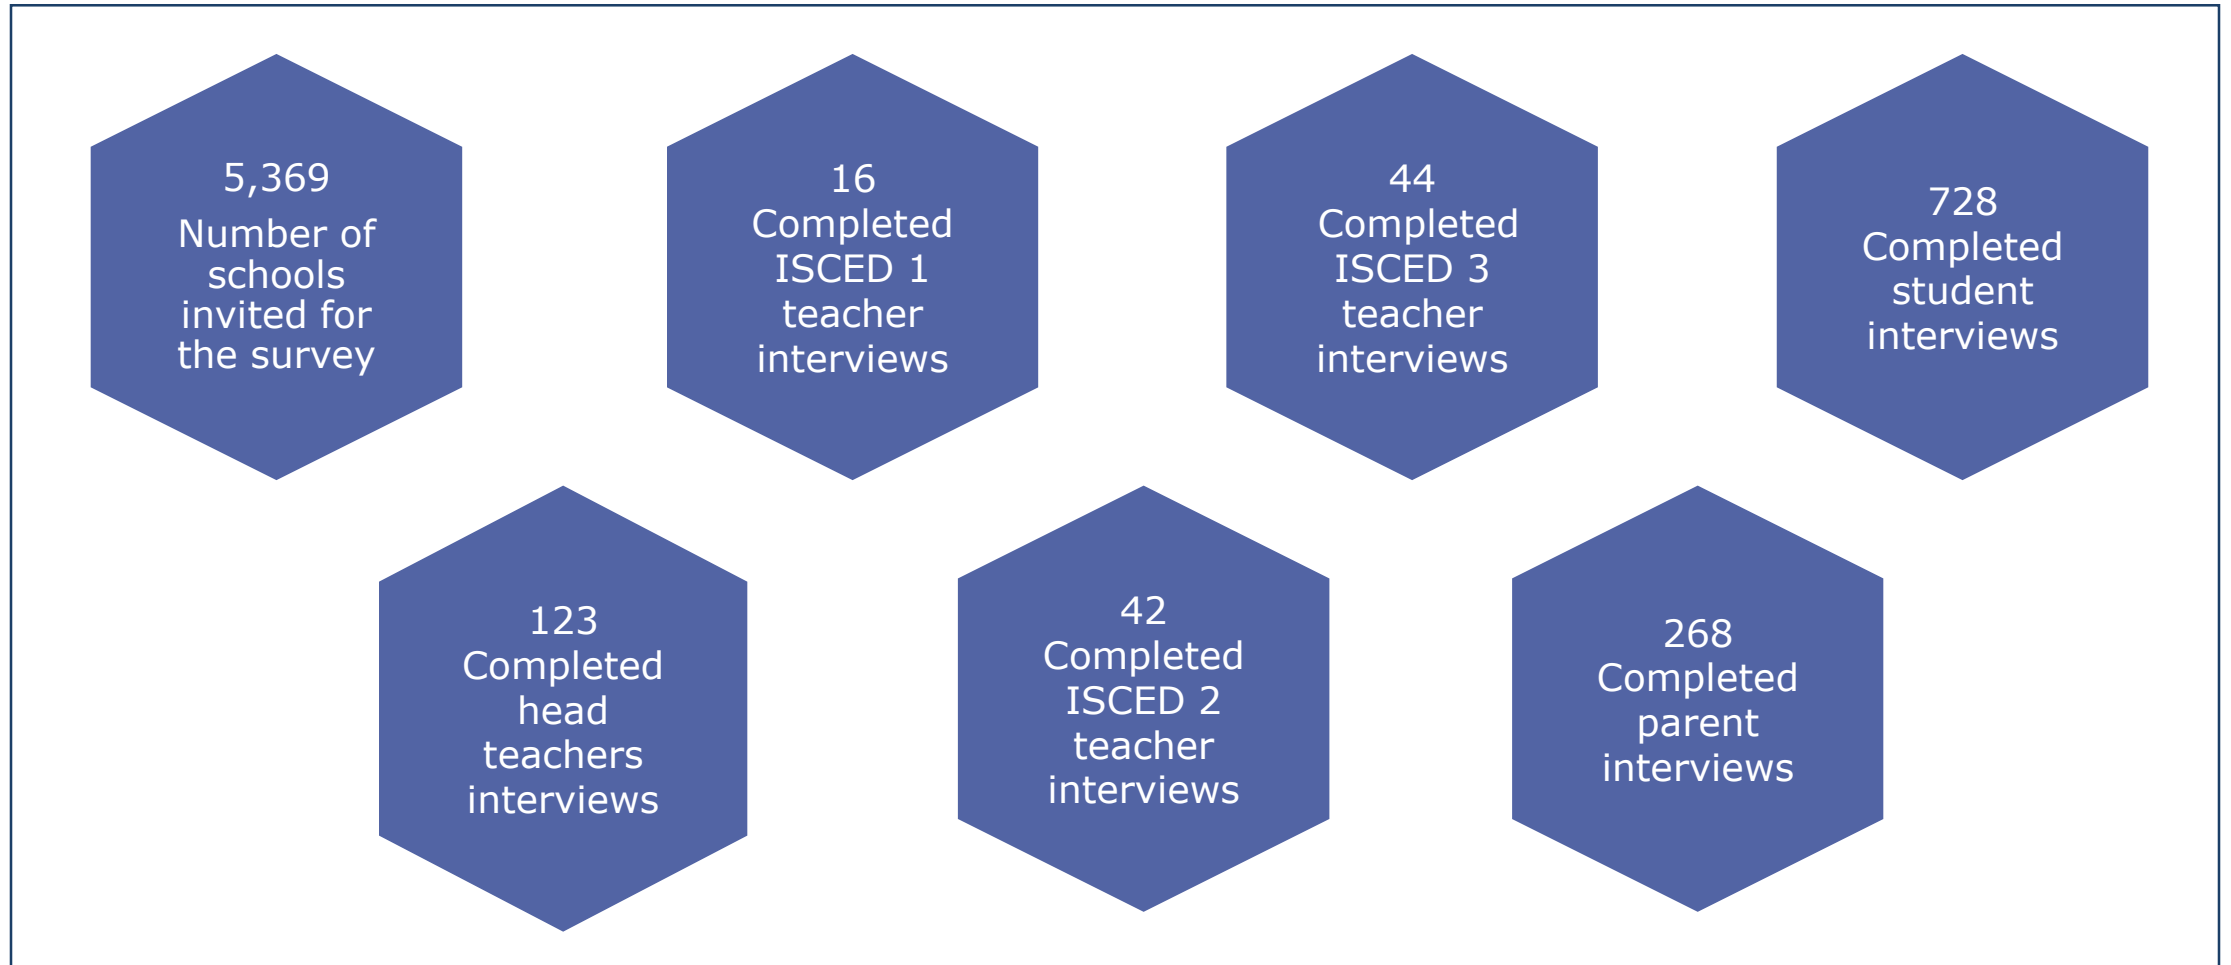 5,369
Number of
schools
invited for
the survey
16
Completed
ISCED 1
teacher
interviews
44
Completed
ISCED 3
teacher
interviews
728
Completed
student
interviews
123
Completed
head
teachers
interviews
42
Completed
ISCED 2
teacher
interviews
268
Completed
parent
interviews